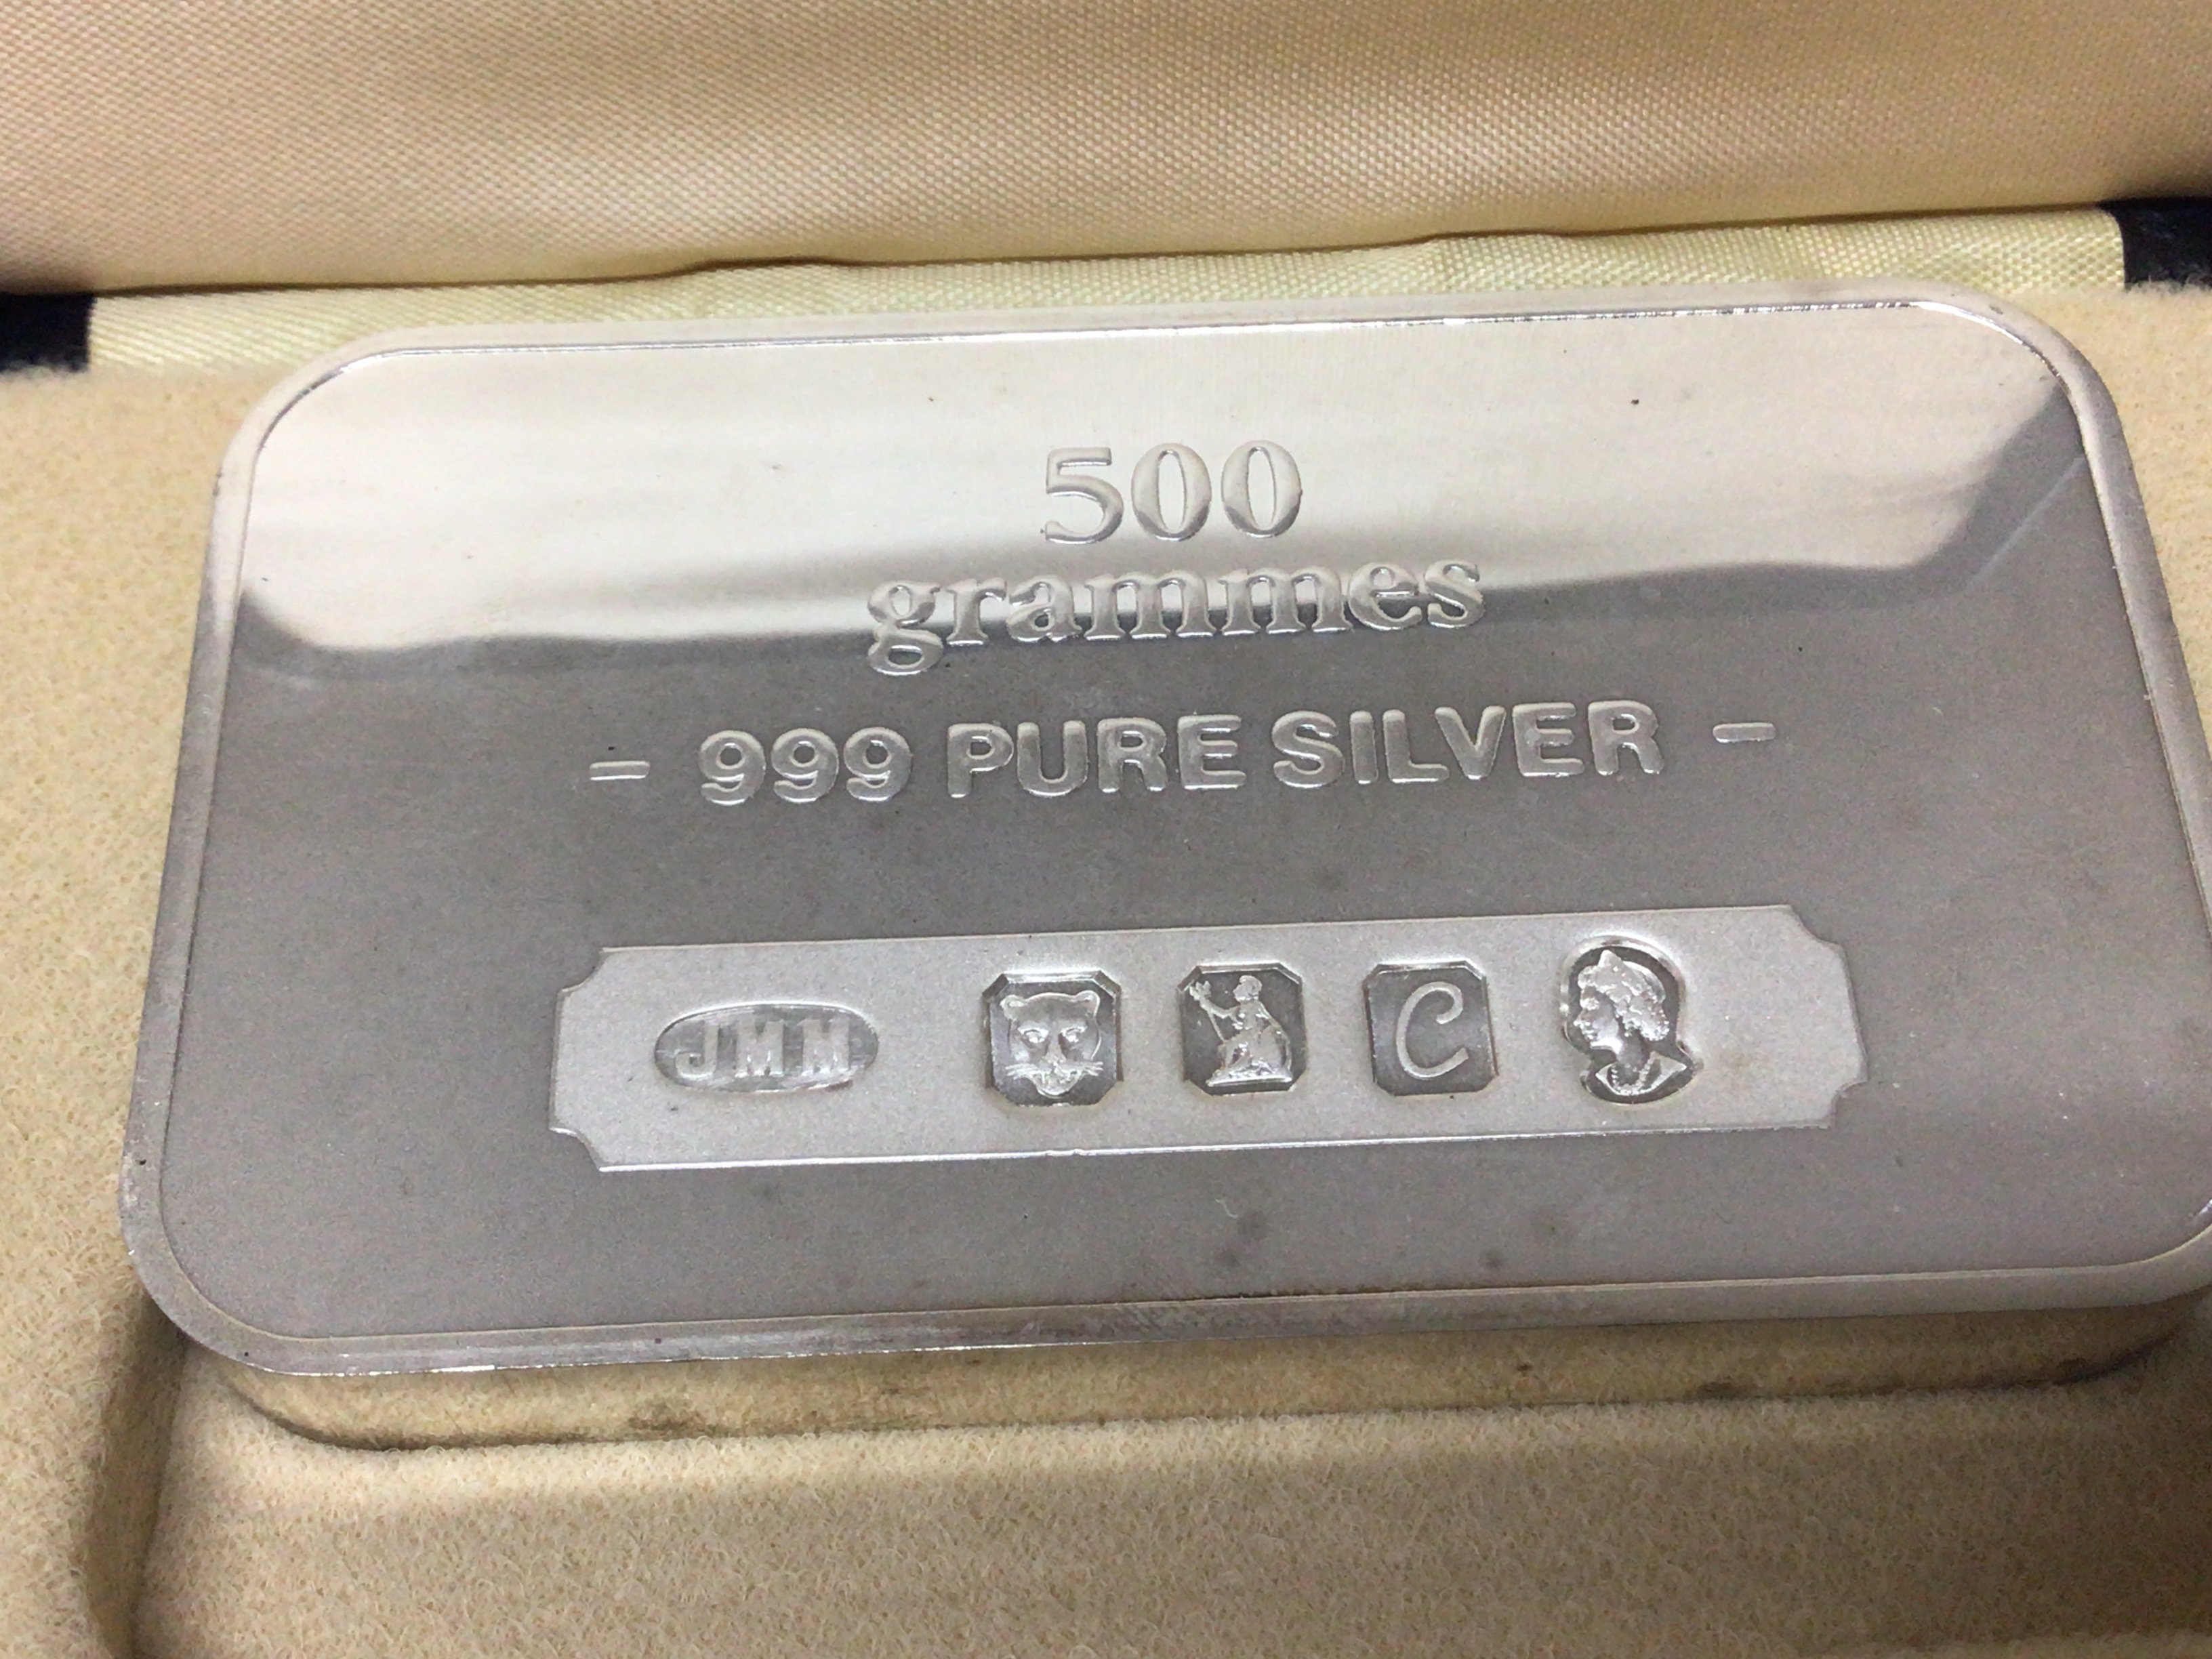 500
grammes
- 999 PURE SILVER -
JMM C